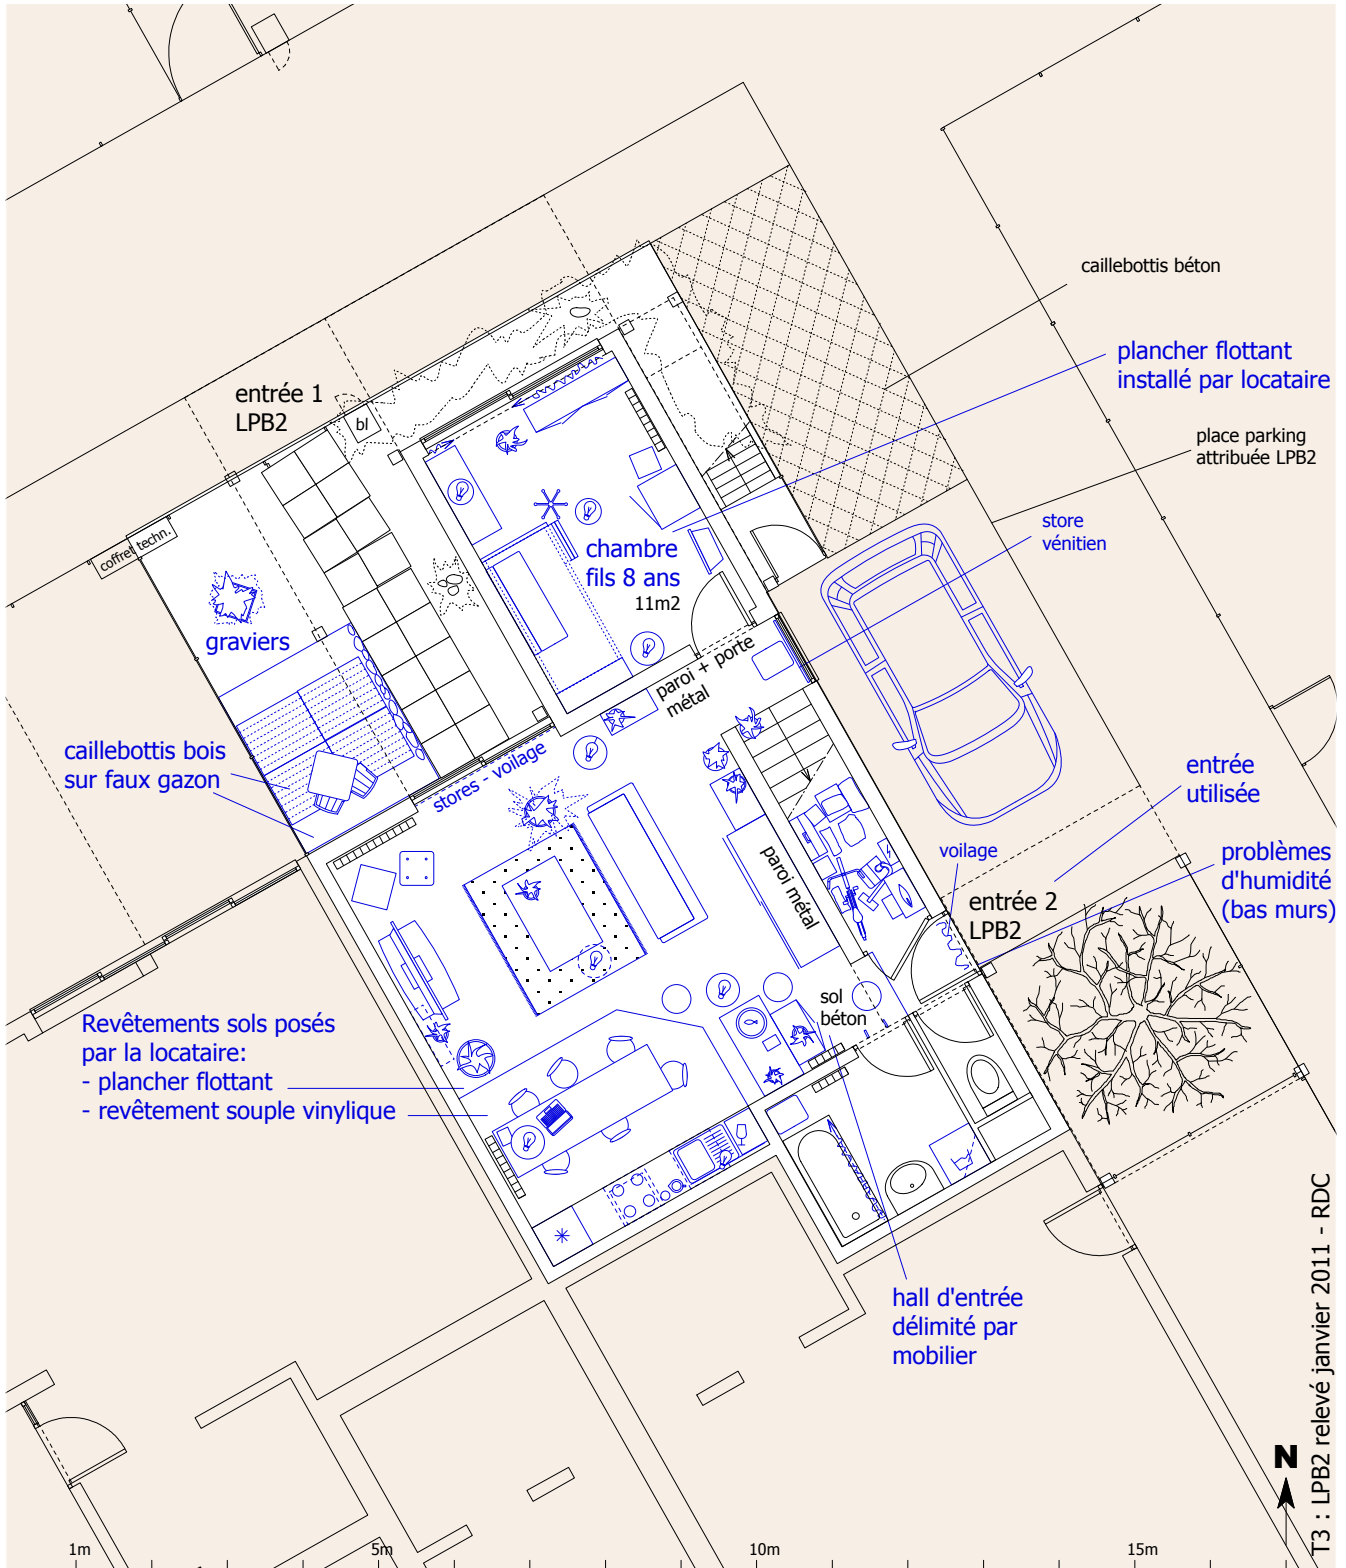 caillebottis béton
plancher flottant
installé par locataire
entrée 1
LPB2
bl
place parking
attribuée LPB2
store
vénitien
coffret techn.
chambre
fils 8 ans
11m2
graviers
paroi + porte
métal
caillebottis bois
sur faux gazon
stores - voilage
entrée
utilisée
voilage
problèmes
d'humidité
(bas murs)
paroi métal
entrée 2
LPB2
sol
béton
Revêtements sols posés
par la locataire:
- plancher flottant
- revêtement souple vinylique
hall d'entrée
délimité par
mobilier
T3 : LPB2 relevé janvier 2011 - RDC
N
1m
5m
10m
15m